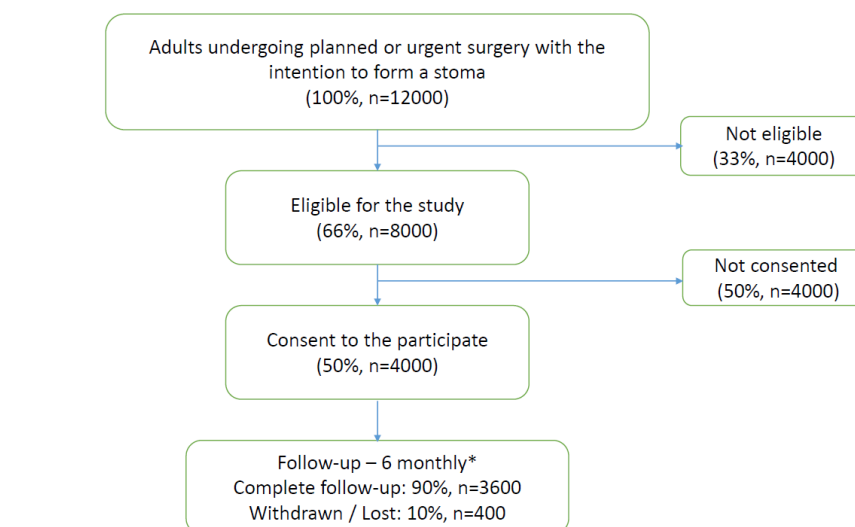 Adults undergoing planned or urgent surgery with the
intention to form a stoma
(100%, n=12000)
Not eligible
(33%, n=4000)
Eligible for the study
(66%, n=8000)
Not consented
(50%, n=4000)
Consent to the participate
(50%, n=4000)
Follow-up – 6 monthly*
Complete follow-up: 90%, n=3600
Withdrawn / Lost: 10%, n=400